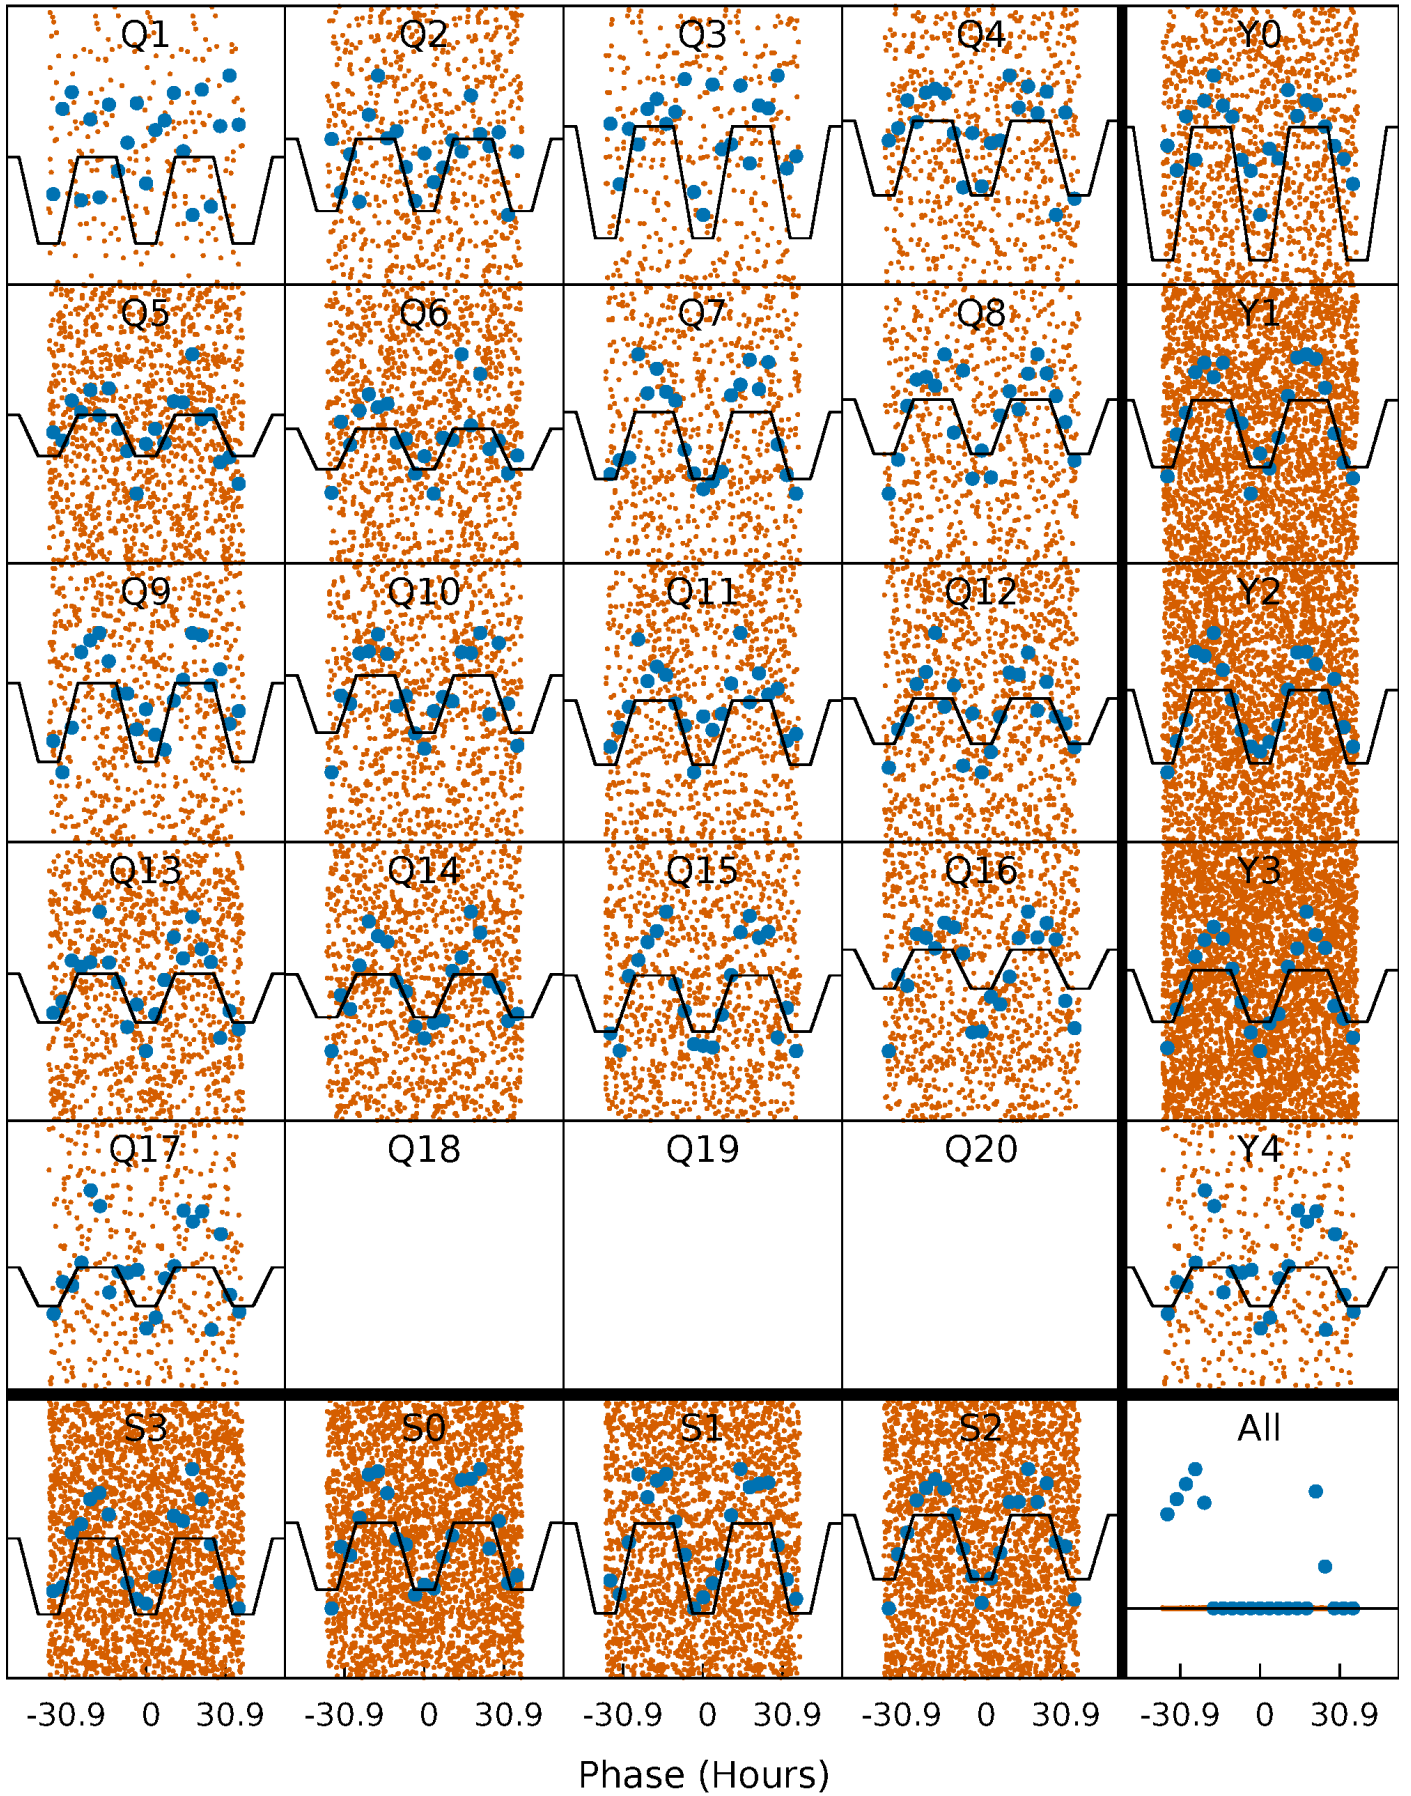 Q1 Q2 Q3 Q4 Y0
Q5 Q6 Q7 Q8 Y1
Q9 Q10 Q11 Q12 Y2
Q13 Q14 Q15 Q16 Y3
Q17 Q18 Q19 Q20 Y4
S3 S0 S1 S2 All
-30.9 0 30.9 -30.9 0 30.9 -30.9 0 30.9 -30.9 0 30.9 -30.9 0 30.9
Phase (Hours)